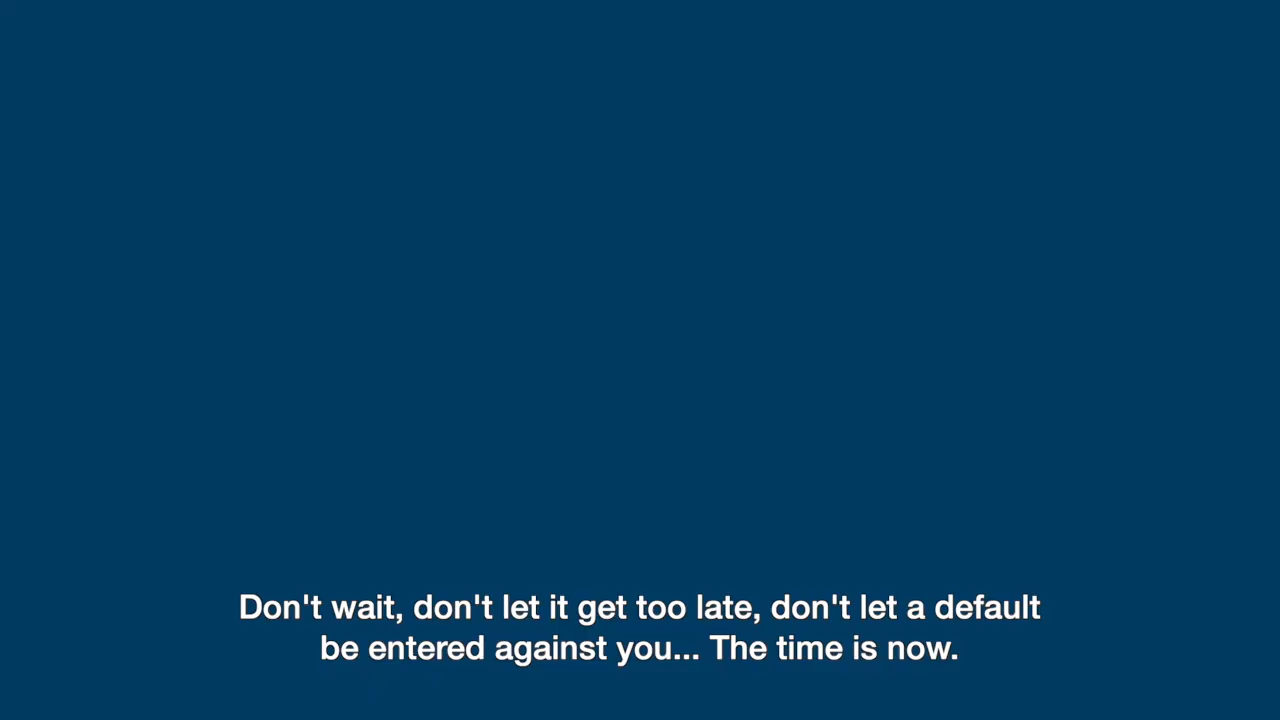 Don't wait, don't let it get too late, don't let a default
be entered against you... The time is now.